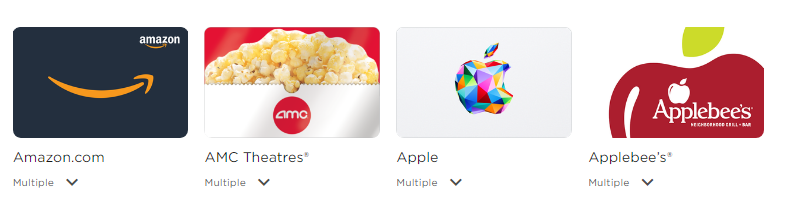 amazon
amc
Applebee's®
NEIGHBORHOOD GRILL + BAR
Amazon.com
AMC Theatres®
Apple
Applebee's®
Multiple
Multiple
Multiple
Multiple